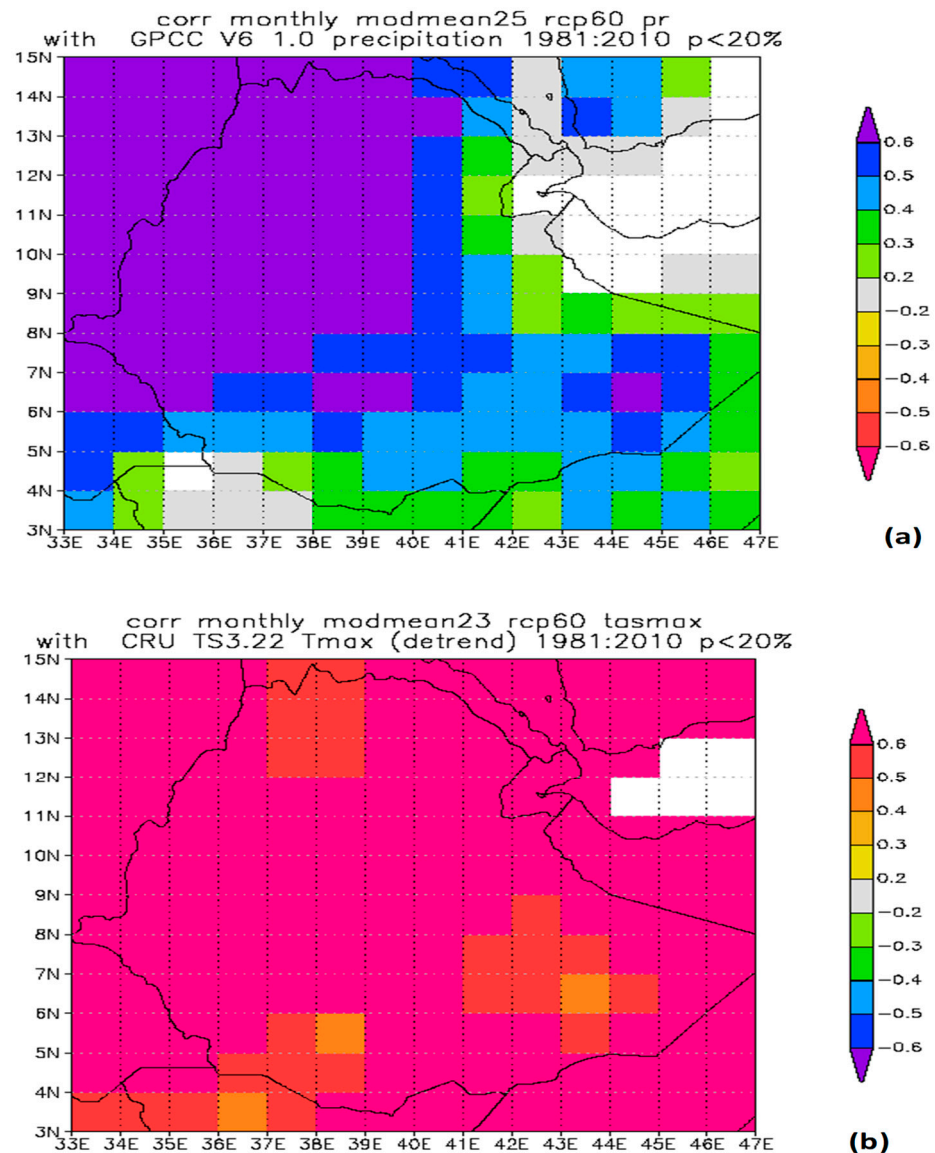 corr monthly modmean25 rcp60 pr
with GPCC V6 1.0 precipitation 1981:2010 p<20%
15N
14N
13N
12N
11N
10N
9N
8N
7N
6N
5N
4N
3N
33E 34E 35E 36E 37E 38E 39E 40E 41E 42E 43E 44E 45E 46E 47E
0.6
0.5
0.4
0.3
0.2
-0.2
-0.3
-0.4
-0.5
-0.6
(a)
corr monthly modmean23 rcp60 tasmax
with CRU TS3.22 Tmax (detrend) 1981:2010 p<20%
15N
14N
13N
12N
11N
10N
9N
8N
7N
6N
5N
4N
3N
33E 34E 35E 36E 37E 38E 39E 40E 41E 42E 43E 44E 45E 46E 47E
0.6
0.5
0.4
0.3
0.2
-0.2
-0.3
-0.4
-0.5
-0.6
(b)